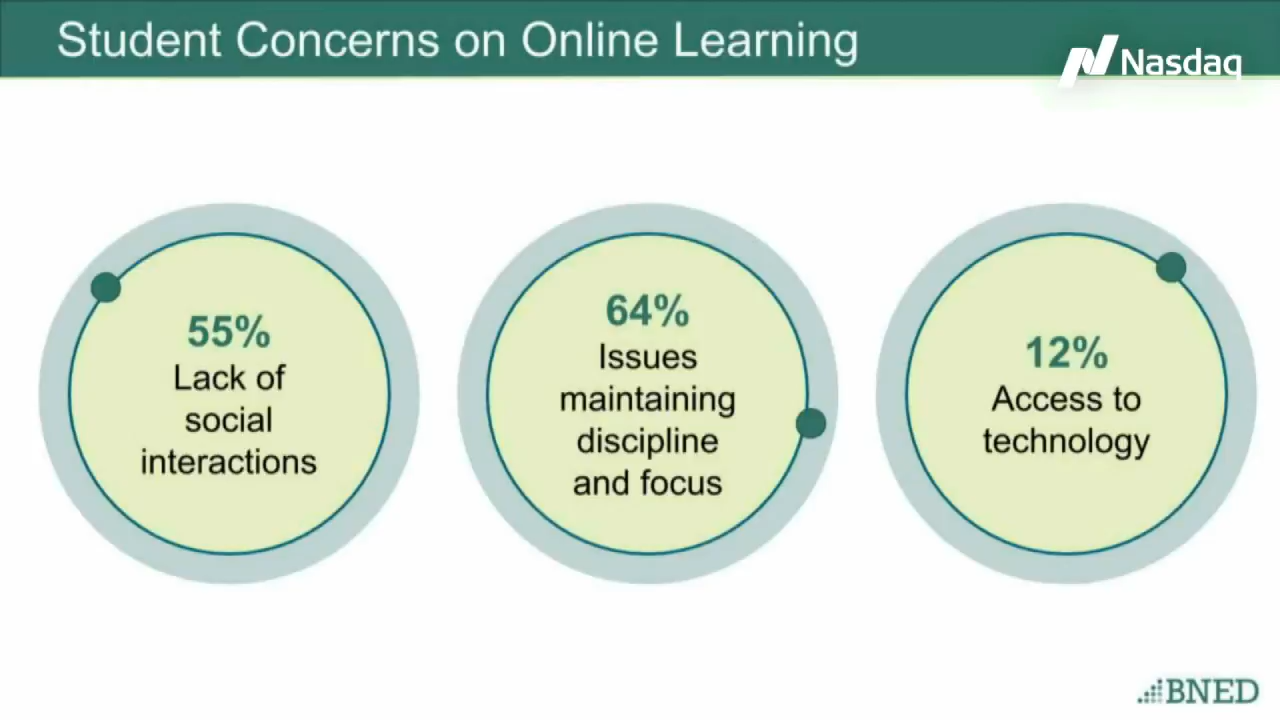 Student Concerns on Online Learning
Nasdaq
55%
Lack of
social
interactions
64%
Issues
maintaining
discipline
and focus
12%
Access to
technology
BNED